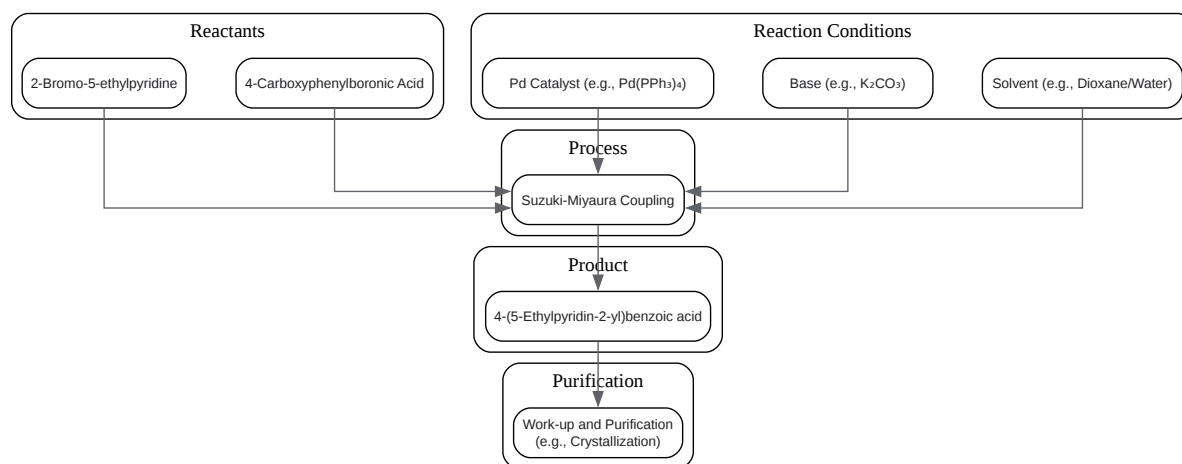 Reactants
Reaction Conditions
2-Bromo-5-ethylpyridine
4-Carboxyphenylboronic Acid
Pd Catalyst (e.g., Pd(PPh₃)₄)
Base (e.g., K₂CO₃)
Solvent (e.g., Dioxane/Water)
Process
Suzuki-Miyaura Coupling
Product
4-(5-Ethylpyridin-2-yl)benzoic acid
Purification
Work-up and Purification
(e.g., Crystallization)